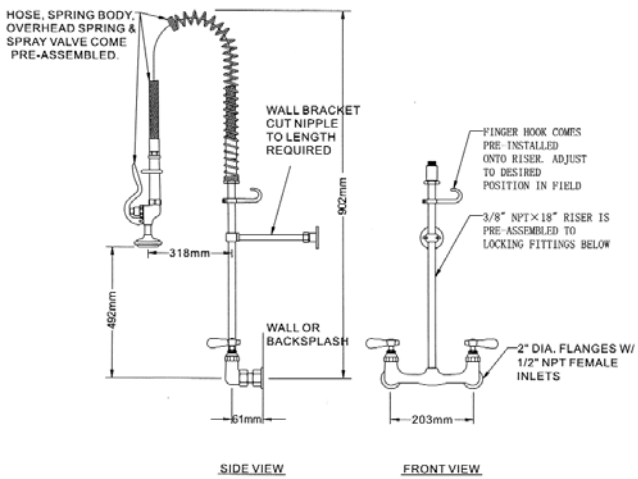 HOSE, SPRING BODY,
OVERHEAD SPRING &
SPRAY VALVE COME
PRE-ASSEMBLED.
WALL BRACKET
CUT NIPPLE
TO LENGTH
REQUIRED
902mm
318mm
492mm
WALL OR
BACKSPLASH
61mm
SIDE VIEW
FINGER HOOK COMES
PRE-INSTALLED
ONTO RISER. ADJUST
TO DESIRED
POSITION IN FIELD
3/8" NPT×18" RISER IS
PRE-ASSEMBLED TO
LOCKING FITTINGS BELOW
2" DIA. FLANGES W/
1/2" NPT FEMALE
INLETS
203mm
FRONT VIEW